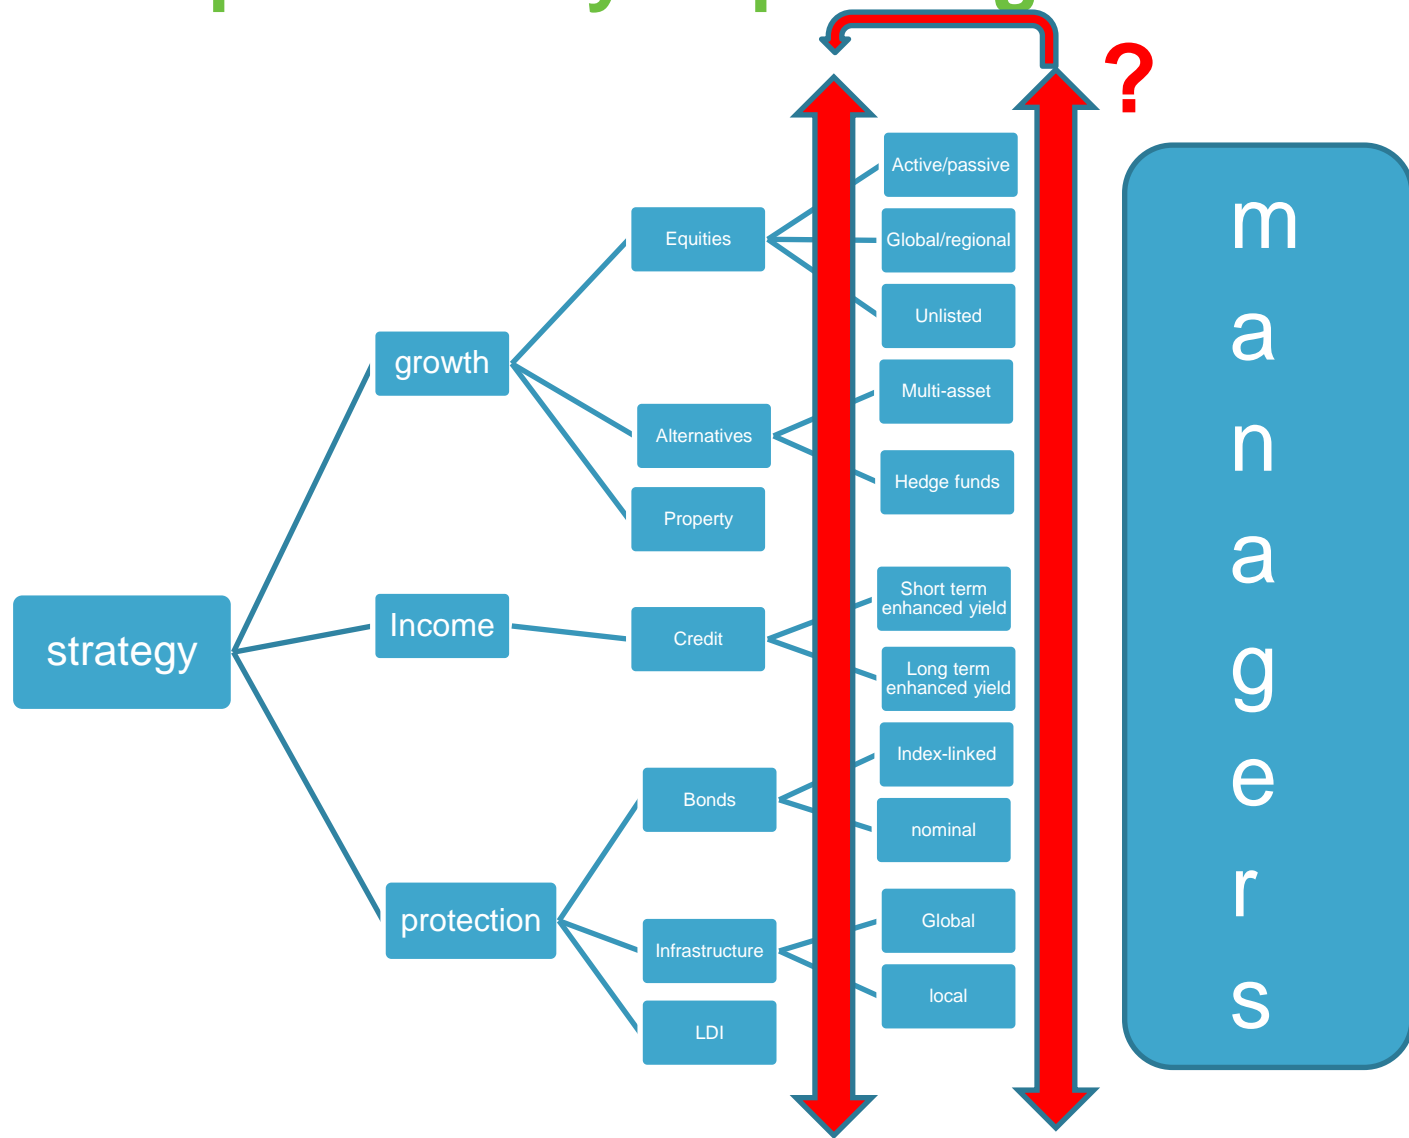 ?
Active/passive
Equities
Global/regional
Unlisted
growth
Multi-asset
Alternatives
Hedge funds
Property
strategy
Income
Credit
Short term
enhanced yield
Long term
enhanced yield
protection
Bonds
Index-linked
nominal
Infrastructure
Global
local
LDI
m
a
n
a
g
e
r
s